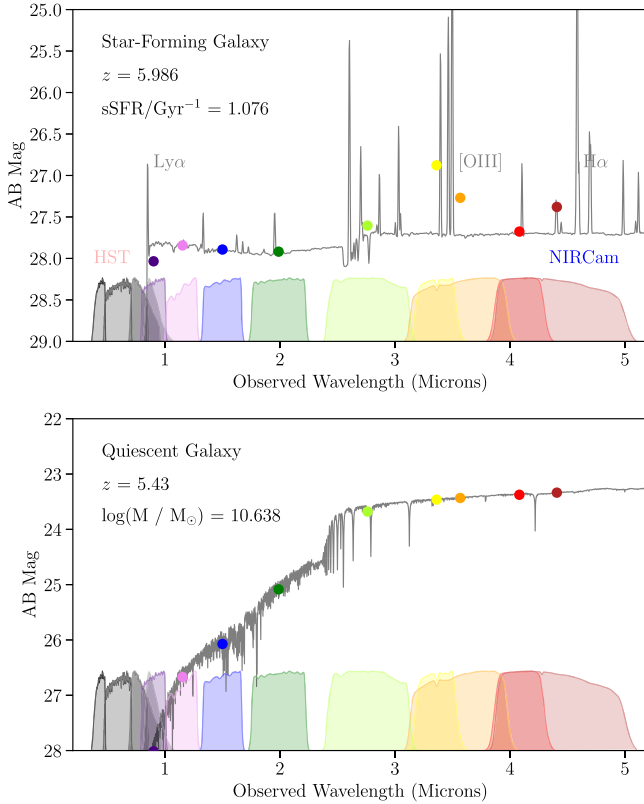 25.0
25.5
26.0
26.5
27.0
27.5
28.0
28.5
29.0
AB Mag
Star-Forming Galaxy
z = 5.986
sSFR/Gyr⁻¹ = 1.076
Lyα
[OIII]
Hα
HST
NIRCam
1 2 3 4 5
Observed Wavelength (Microns)
22
23
24
25
26
27
28
AB Mag
Quiescent Galaxy
z = 5.43
log(M / M⊙) = 10.638
1 2 3 4 5
Observed Wavelength (Microns)